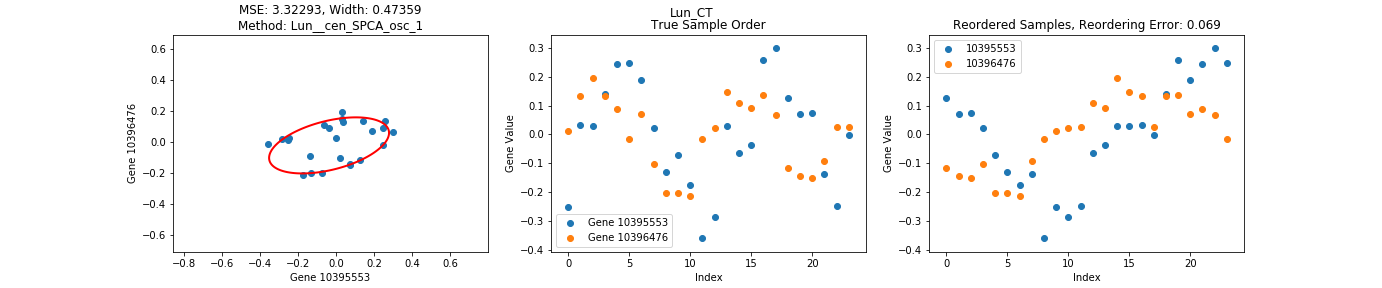 Lun_CT
MSE: 3.32293, Width: 0.47359
Method: Lun__cen_SPCA_osc_1
0.6
0.4
0.2
0.0
−0.2
−0.4
−0.6
Gene 10396476
−0.8 −0.6 −0.4 −0.2 0.0 0.2 0.4 0.6
Gene 10395553
True Sample Order
0.3
0.2
0.1
0.0
−0.1
−0.2
−0.3
−0.4
Gene Value
Gene 10395553
Gene 10396476
0 5 10 15 20
Index
Reordered Samples, Reordering Error: 0.069
10395553
10396476
0.3
0.2
0.1
0.0
−0.1
−0.2
−0.3
−0.4
Gene Value
0 5 10 15 20
Index